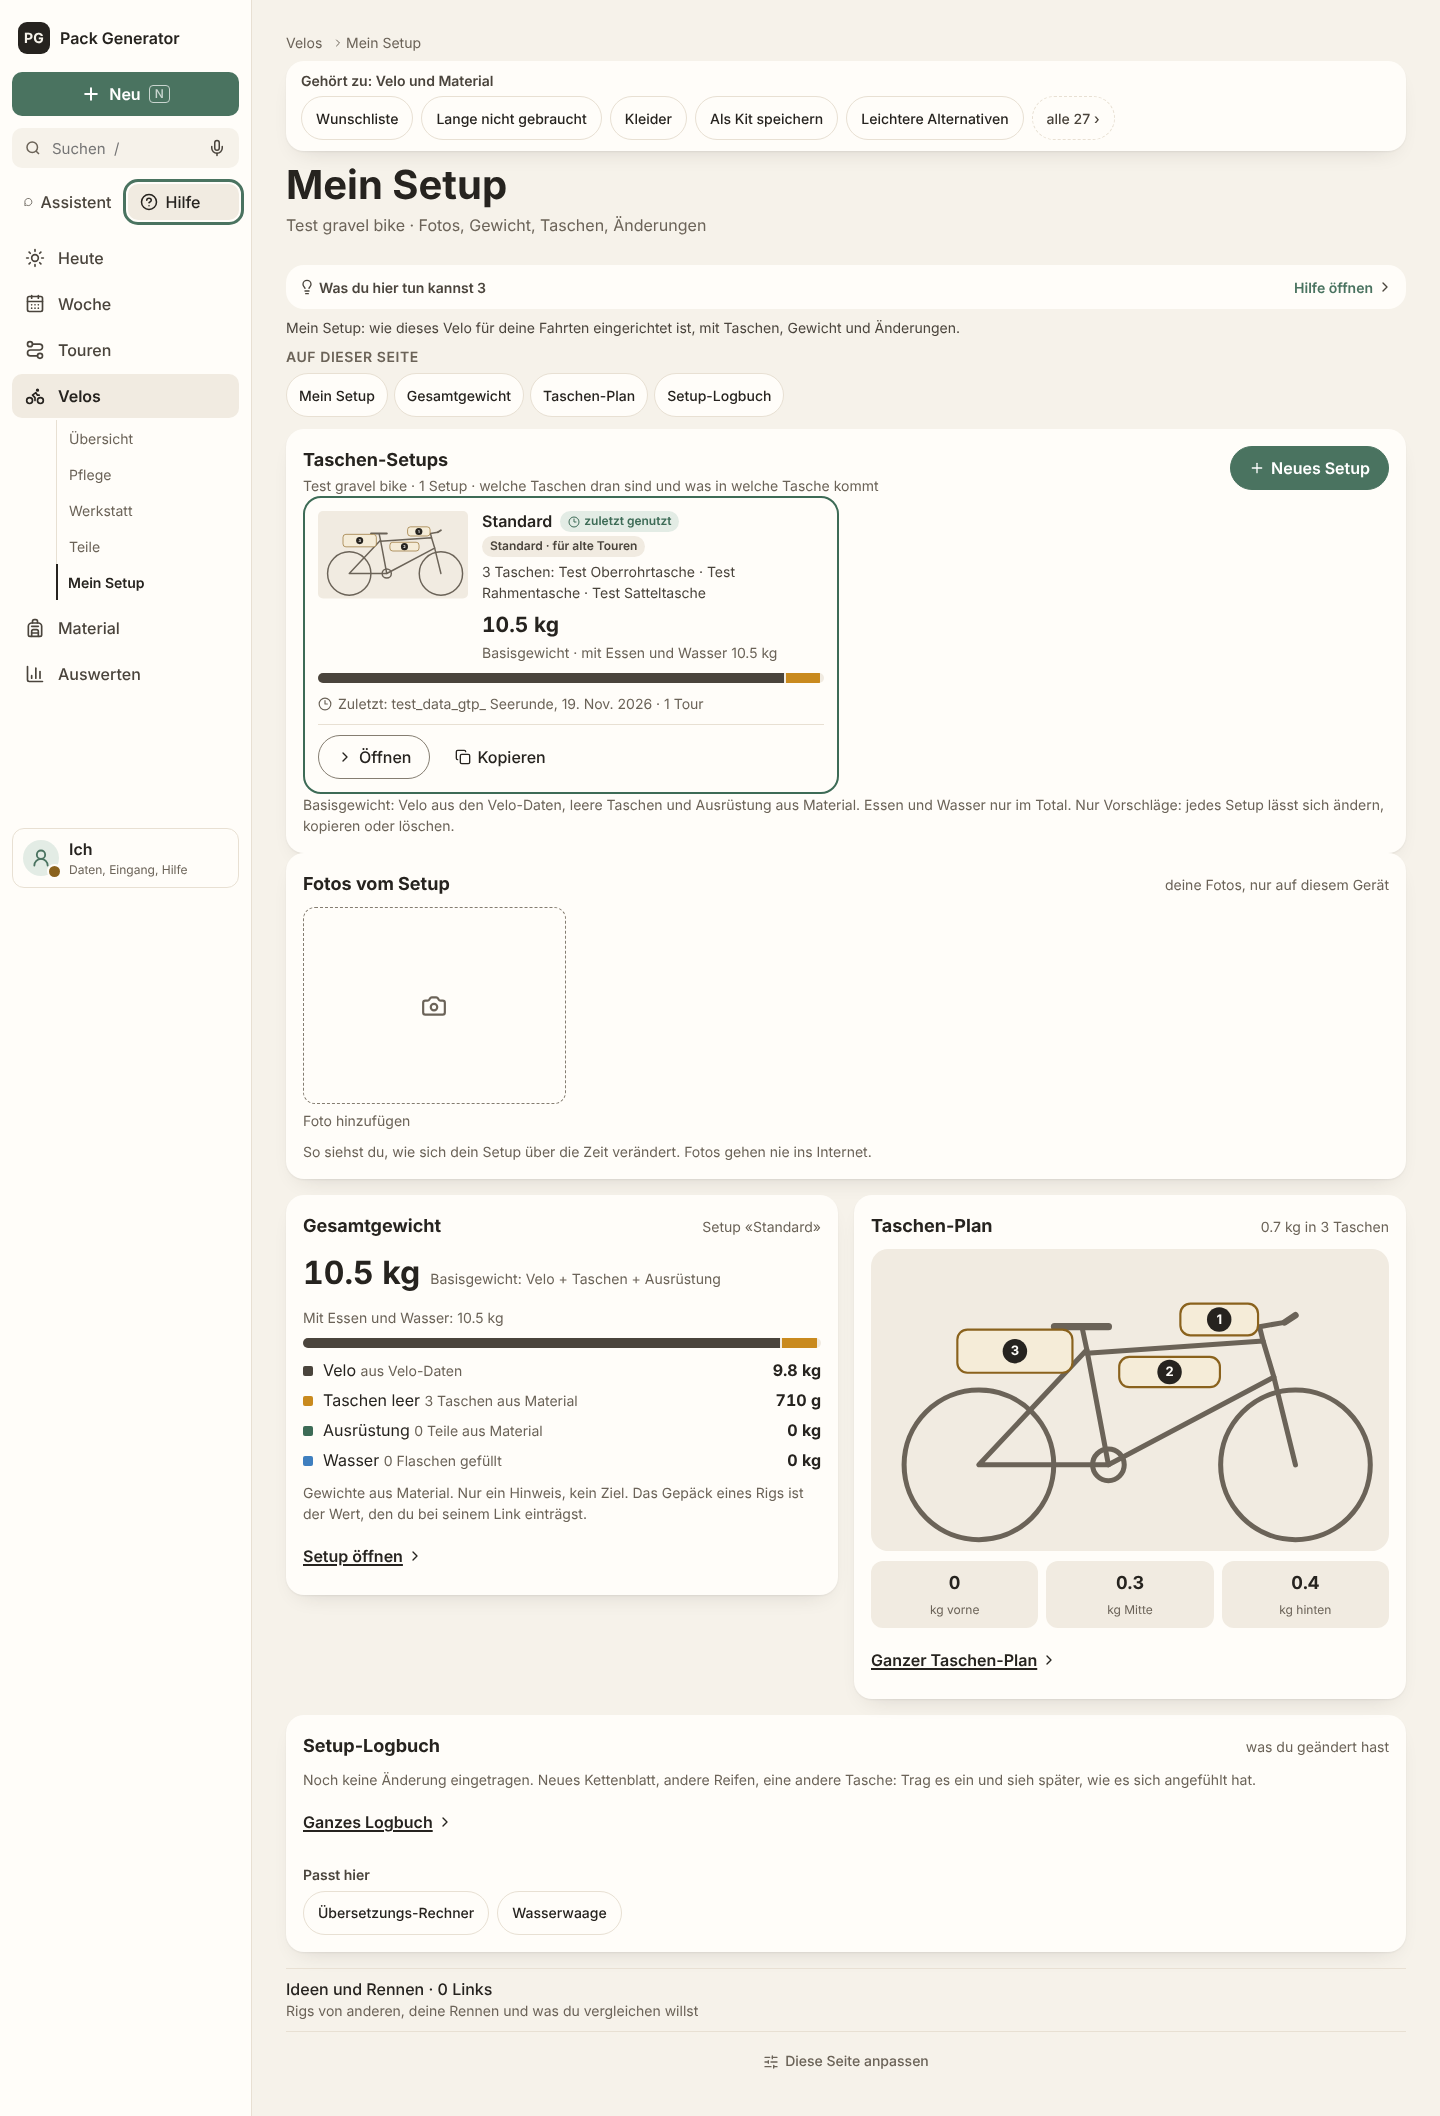 PG Pack Generator
Neu N
Suchen /
Assistent
Hilfe
Heute
Woche
Touren
Velos
Übersicht
Pflege
Werkstatt
Teile
Mein Setup
Material
Auswerten
Ich
Daten, Eingang, Hilfe
Velos › Mein Setup
Gehört zu: Velo und Material
Wunschliste
Lange nicht gebraucht
Kleider
Als Kit speichern
Leichtere Alternativen
alle 27 ›
Mein Setup
Test gravel bike · Fotos, Gewicht, Taschen, Änderungen
Was du hier tun kannst 3
Hilfe öffnen
Mein Setup: wie dieses Velo für deine Fahrten eingerichtet ist, mit Taschen, Gewicht und Änderungen.
AUF DIESER SEITE
Mein Setup
Gesamtgewicht
Taschen-Plan
Setup-Logbuch
Taschen-Setups
Test gravel bike · 1 Setup · welche Taschen dran sind und was in welche Tasche kommt
Neues Setup
3
1
2
Standard
zuletzt genutzt
Standard · für alte Touren
3 Taschen: Test Oberrohrtasche · Test
Rahmentasche · Test Satteltasche
10.5 kg
Basisgewicht · mit Essen und Wasser 10.5 kg
Zuletzt: test_data_gtp_ Seerunde, 19. Nov. 2026 · 1 Tour
Öffnen
Kopieren
Basisgewicht: Velo aus den Velo-Daten, leere Taschen und Ausrüstung aus Material. Essen und Wasser nur im Total. Nur Vorschläge: jedes Setup lässt sich ändern,
kopieren oder löschen.
Fotos vom Setup
deine Fotos, nur auf diesem Gerät
Foto hinzufügen
So siehst du, wie sich dein Setup über die Zeit verändert. Fotos gehen nie ins Internet.
Gesamtgewicht
Setup «Standard»
10.5 kg Basisgewicht: Velo + Taschen + Ausrüstung
Mit Essen und Wasser: 10.5 kg
Velo aus Velo-Daten 9.8 kg
Taschen leer 3 Taschen aus Material 710 g
Ausrüstung 0 Teile aus Material 0 kg
Wasser 0 Flaschen gefüllt 0 kg
Gewichte aus Material. Nur ein Hinweis, kein Ziel. Das Gepäck eines Rigs ist
der Wert, den du bei seinem Link einträgst.
Setup öffnen
Taschen-Plan
0.7 kg in 3 Taschen
1
3
2
0
kg vorne
0.3
kg Mitte
0.4
kg hinten
Ganzer Taschen-Plan
Setup-Logbuch
was du geändert hast
Noch keine Änderung eingetragen. Neues Kettenblatt, andere Reifen, eine andere Tasche: Trag es ein und sieh später, wie es sich angefühlt hat.
Ganzes Logbuch
Passt hier
Übersetzungs-Rechner
Wasserwaage
Ideen und Rennen · 0 Links
Rigs von anderen, deine Rennen und was du vergleichen willst
Diese Seite anpassen